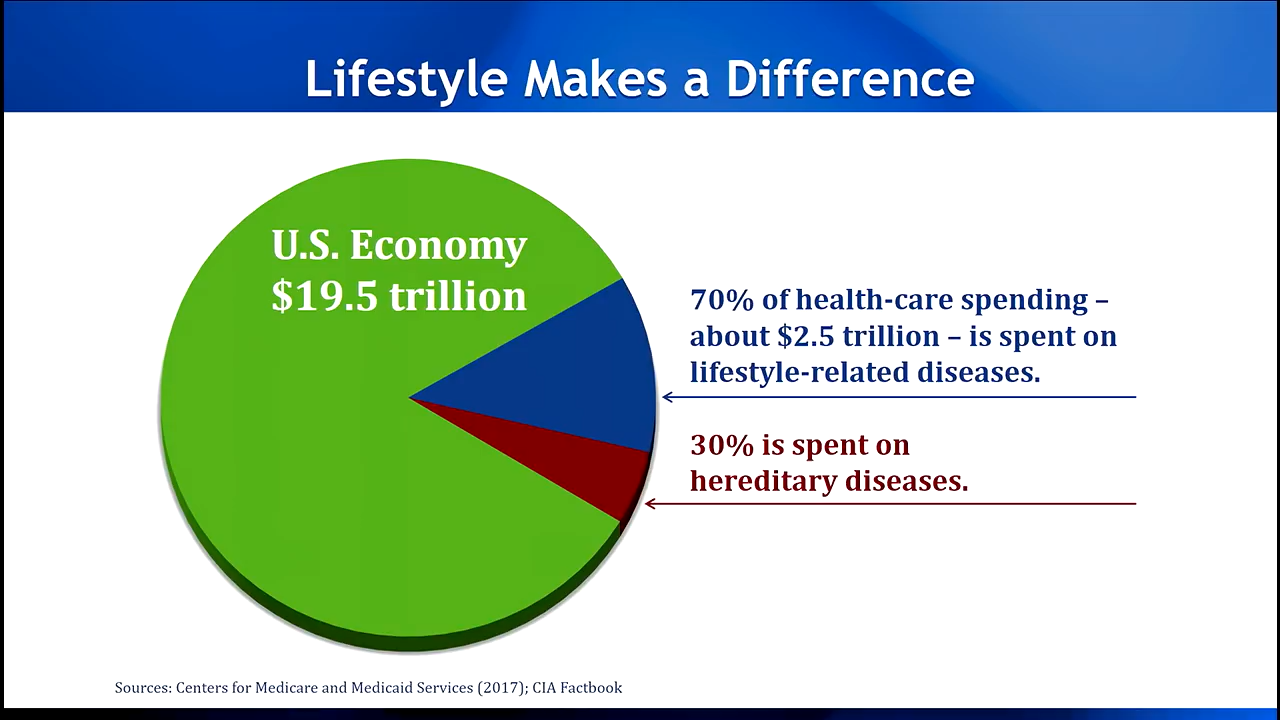 Lifestyle Makes a Difference
U.S. Economy
$19.5 trillion
70% of health-care spending –
about $2.5 trillion – is spent on
lifestyle-related diseases.
30% is spent on
hereditary diseases.
Sources: Centers for Medicare and Medicaid Services (2017); CIA Factbook